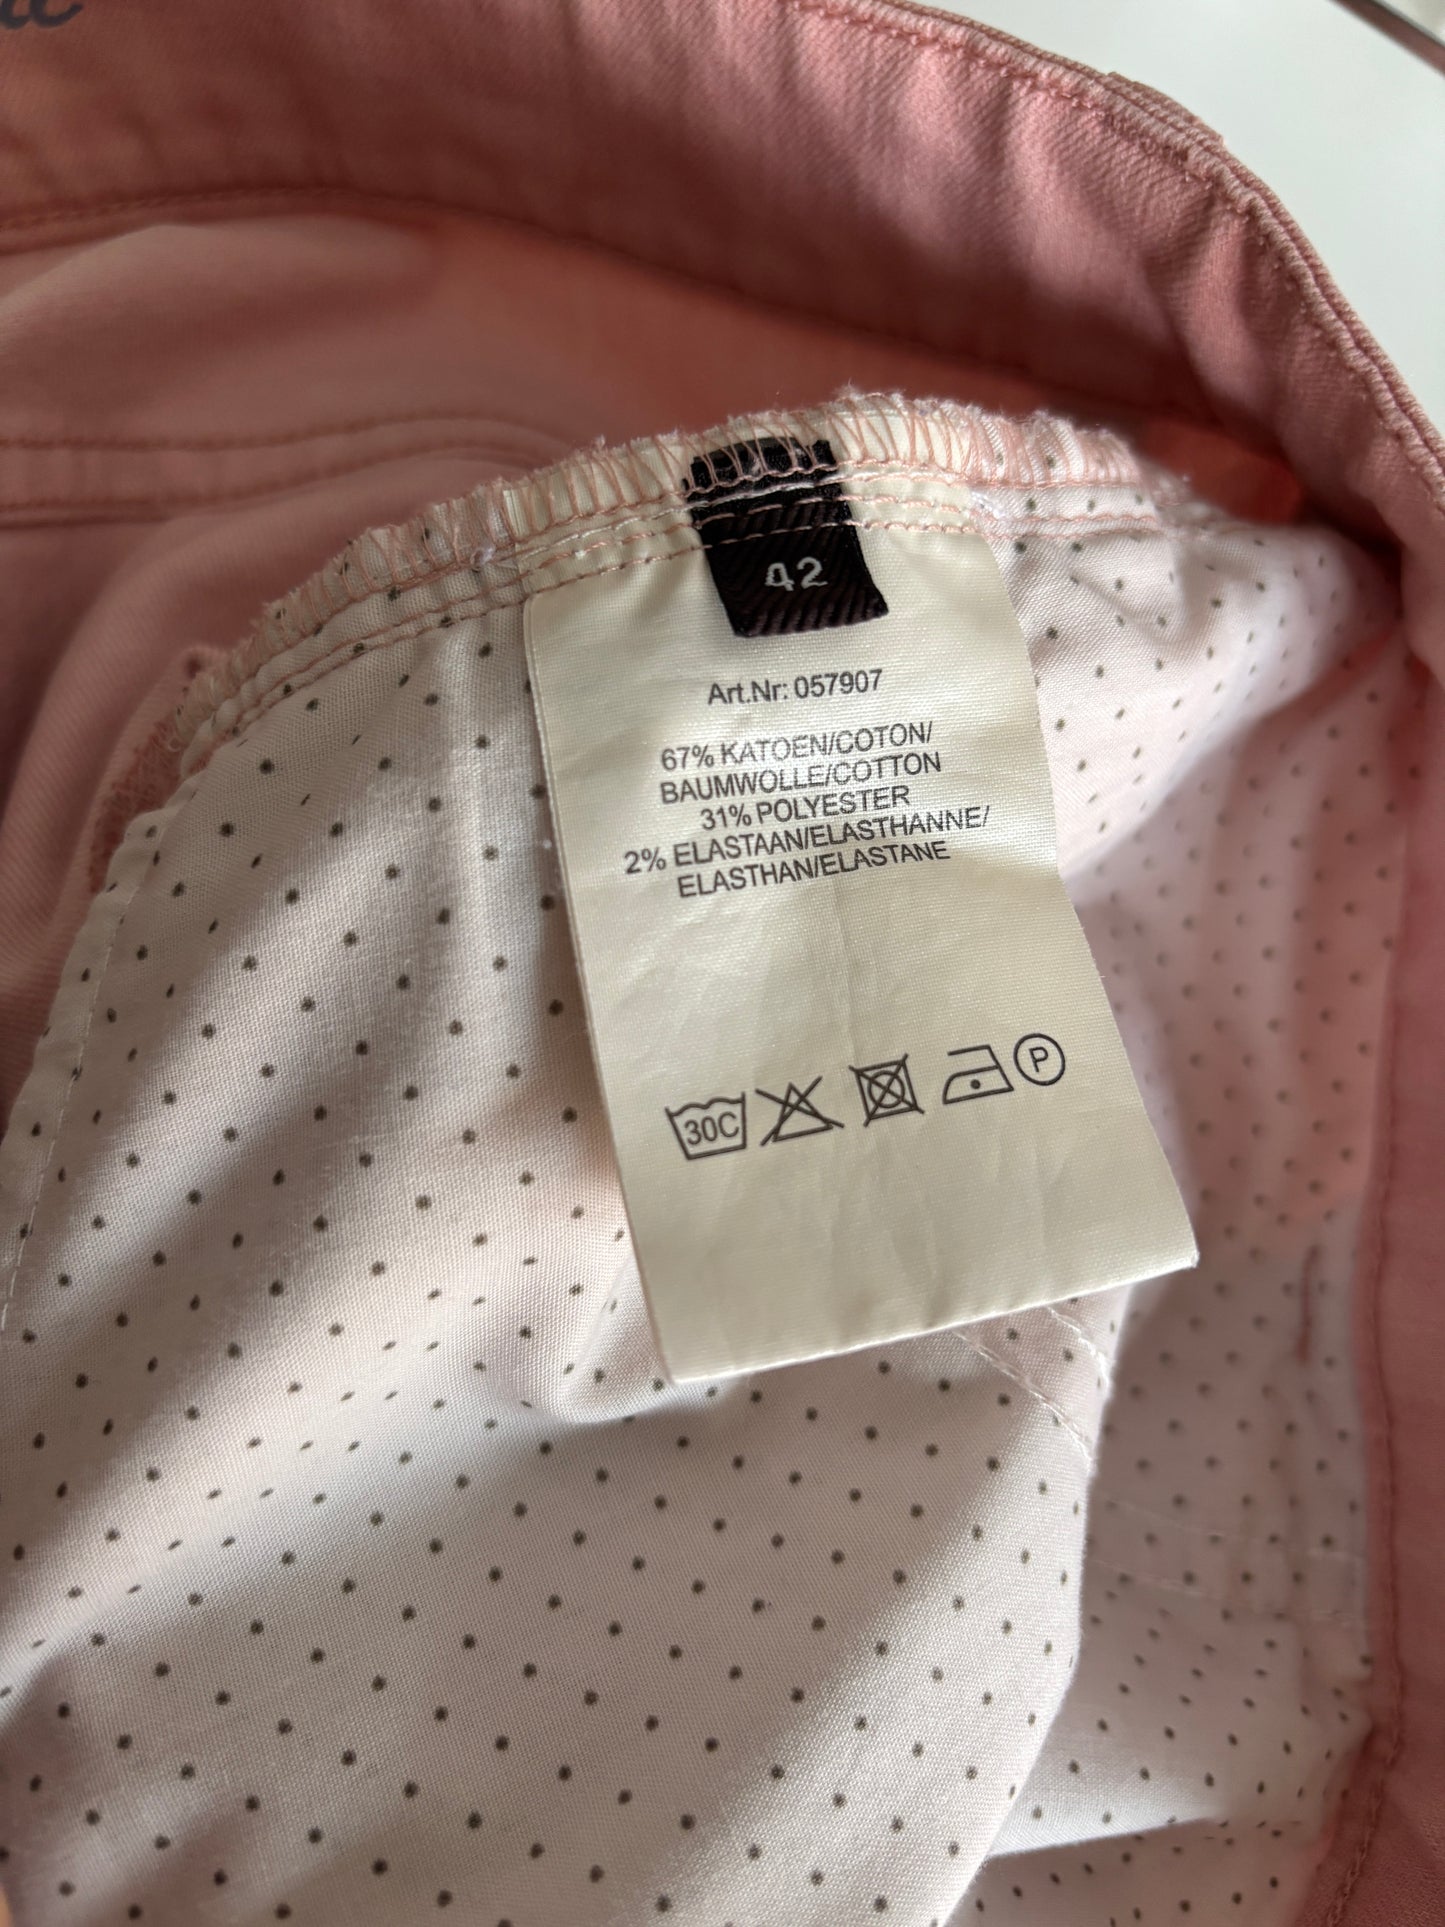 42
Art.Nr: 057907
67% KATOEN/COTON/
BAUMWOLLE/COTTON
31% POLYESTER
2% ELASTAAN/ELASTHANNE/
ELASTHAN/ELASTANE
30C P